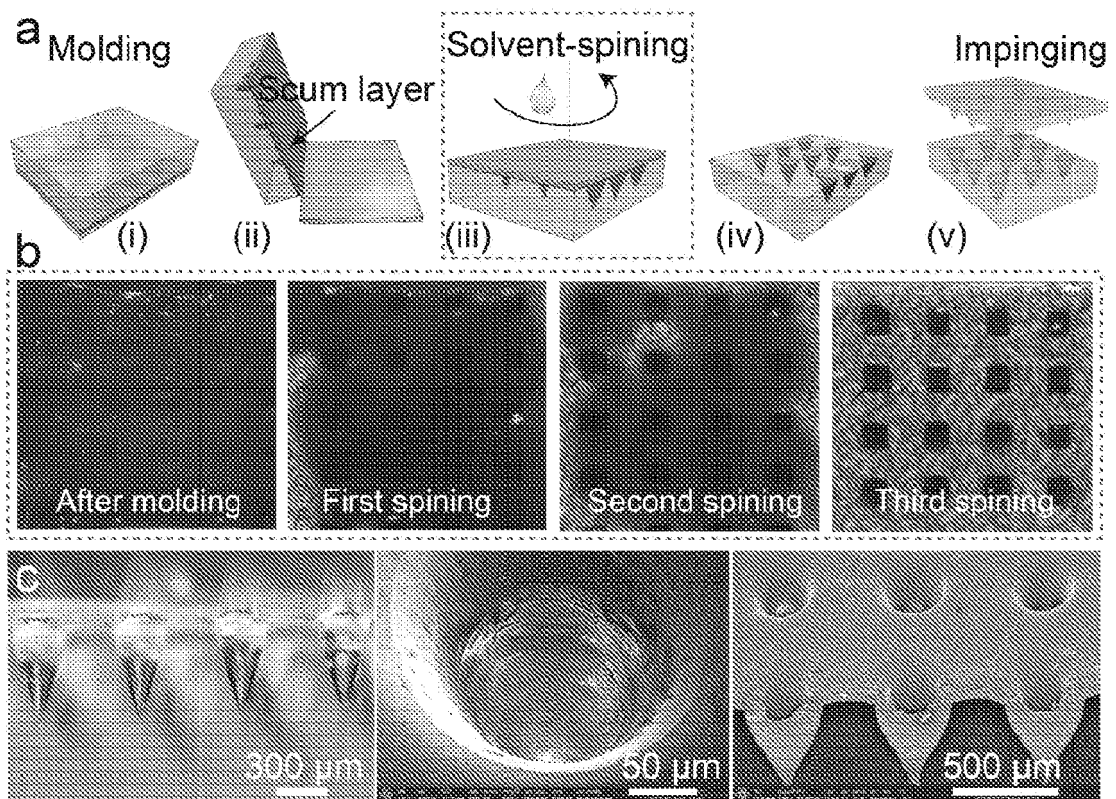 a
Molding
Scum layer
Solvent-spining
Impinging
(i)
(ii)
(iii)
(iv)
(v)
b
After molding
First spining
Second spining
Third spining
c
300 µm
50 µm
500 µm